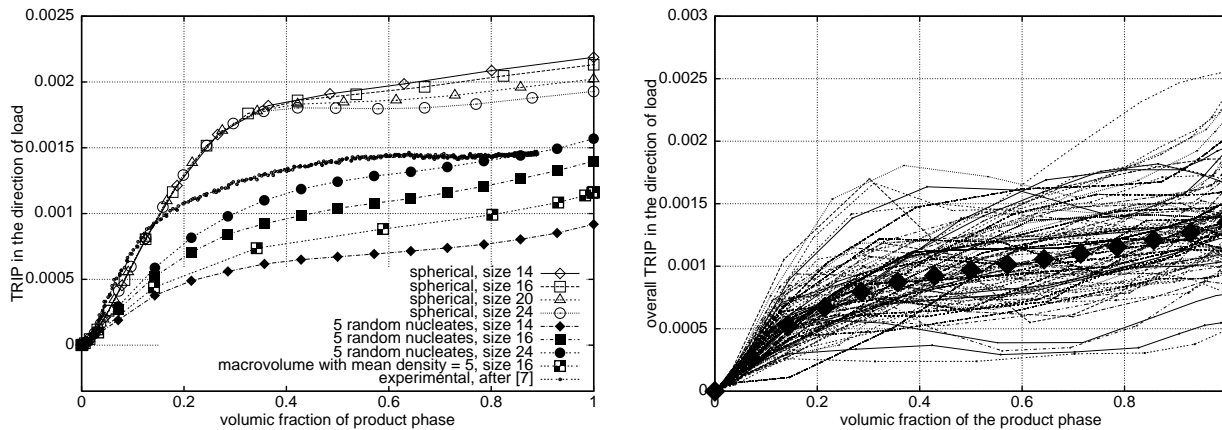 0.0025
0.002
0.0015
0.001
0.0005
0
TRIP in the direction of load
0 0.2 0.4 0.6 0.8 1
volumic fraction of product phase
spherical, size 14
spherical, size 16
spherical, size 20
spherical, size 24
5 random nucleates, size 14
5 random nucleates, size 16
5 random nucleates, size 24
macrovolume with mean density = 5, size 16
experimental, after [7]
0.003
0.0025
0.002
0.0015
0.001
0.0005
0.000
overall TRIP in the direction of load
0 0.2 0.4 0.6 0.8
volumic fraction of the product phase